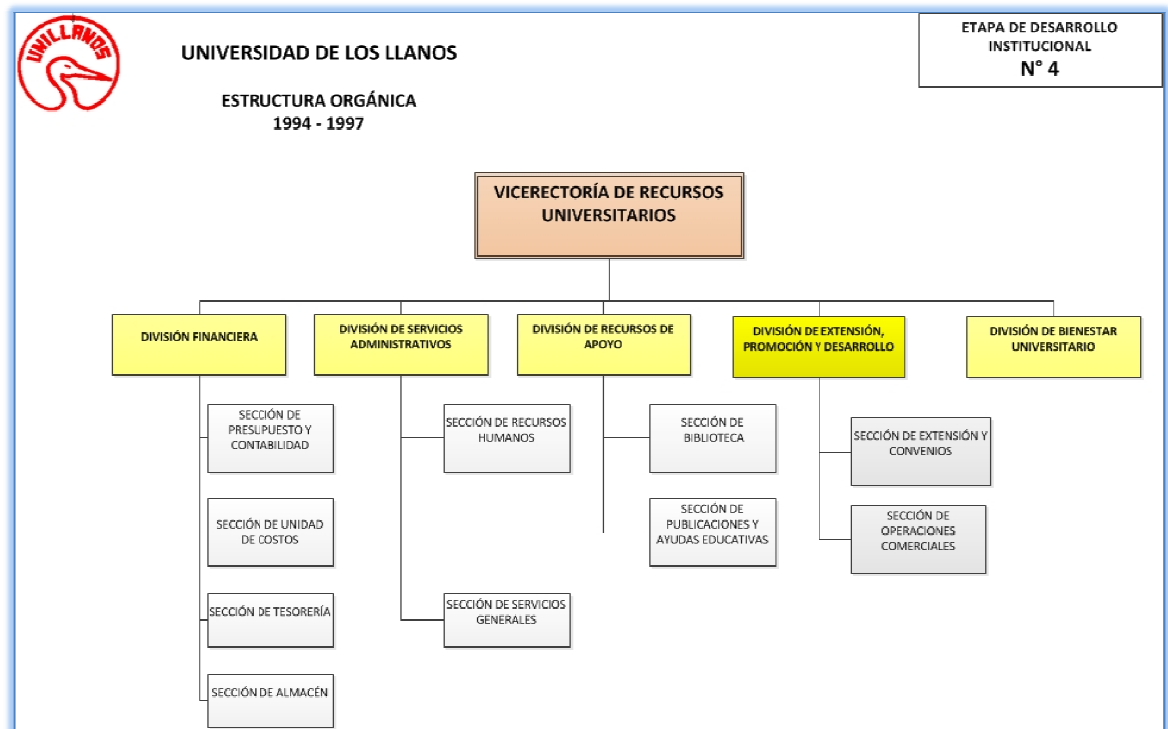 UNILLANOS
UNIVERSIDAD DE LOS LLANOS
ESTRUCTURA ORGÁNICA
1994 - 1997
ETAPA DE DESARROLLO
INSTITUCIONAL
N° 4
VICERECTORÍA DE RECURSOS
UNIVERSITARIOS
DIVISIÓN FINANCIERA
DIVISIÓN DE SERVICIOS
ADMINISTRATIVOS
DIVISIÓN DE RECURSOS DE
APOYO
DIVISIÓN DE EXTENSIÓN,
PROMOCIÓN Y DESARROLLO
DIVISIÓN DE BIENESTAR
UNIVERSITARIO
SECCIÓN DE
PRESUPUESTO Y
CONTABILIDAD
SECCIÓN DE RECURSOS
HUMANOS
SECCIÓN DE
BIBLIOTECA
SECCIÓN DE EXTENSIÓN Y
CONVENIOS
SECCIÓN DE UNIDAD
DE COSTOS
SECCIÓN DE
PUBLICACIONES Y
AYUDAS EDUCATIVAS
SECCIÓN DE
OPERACIONES
COMERCIALES
SECCIÓN DE TESORERÍA
SECCIÓN DE SERVICIOS
GENERALES
SECCIÓN DE ALMACÉN